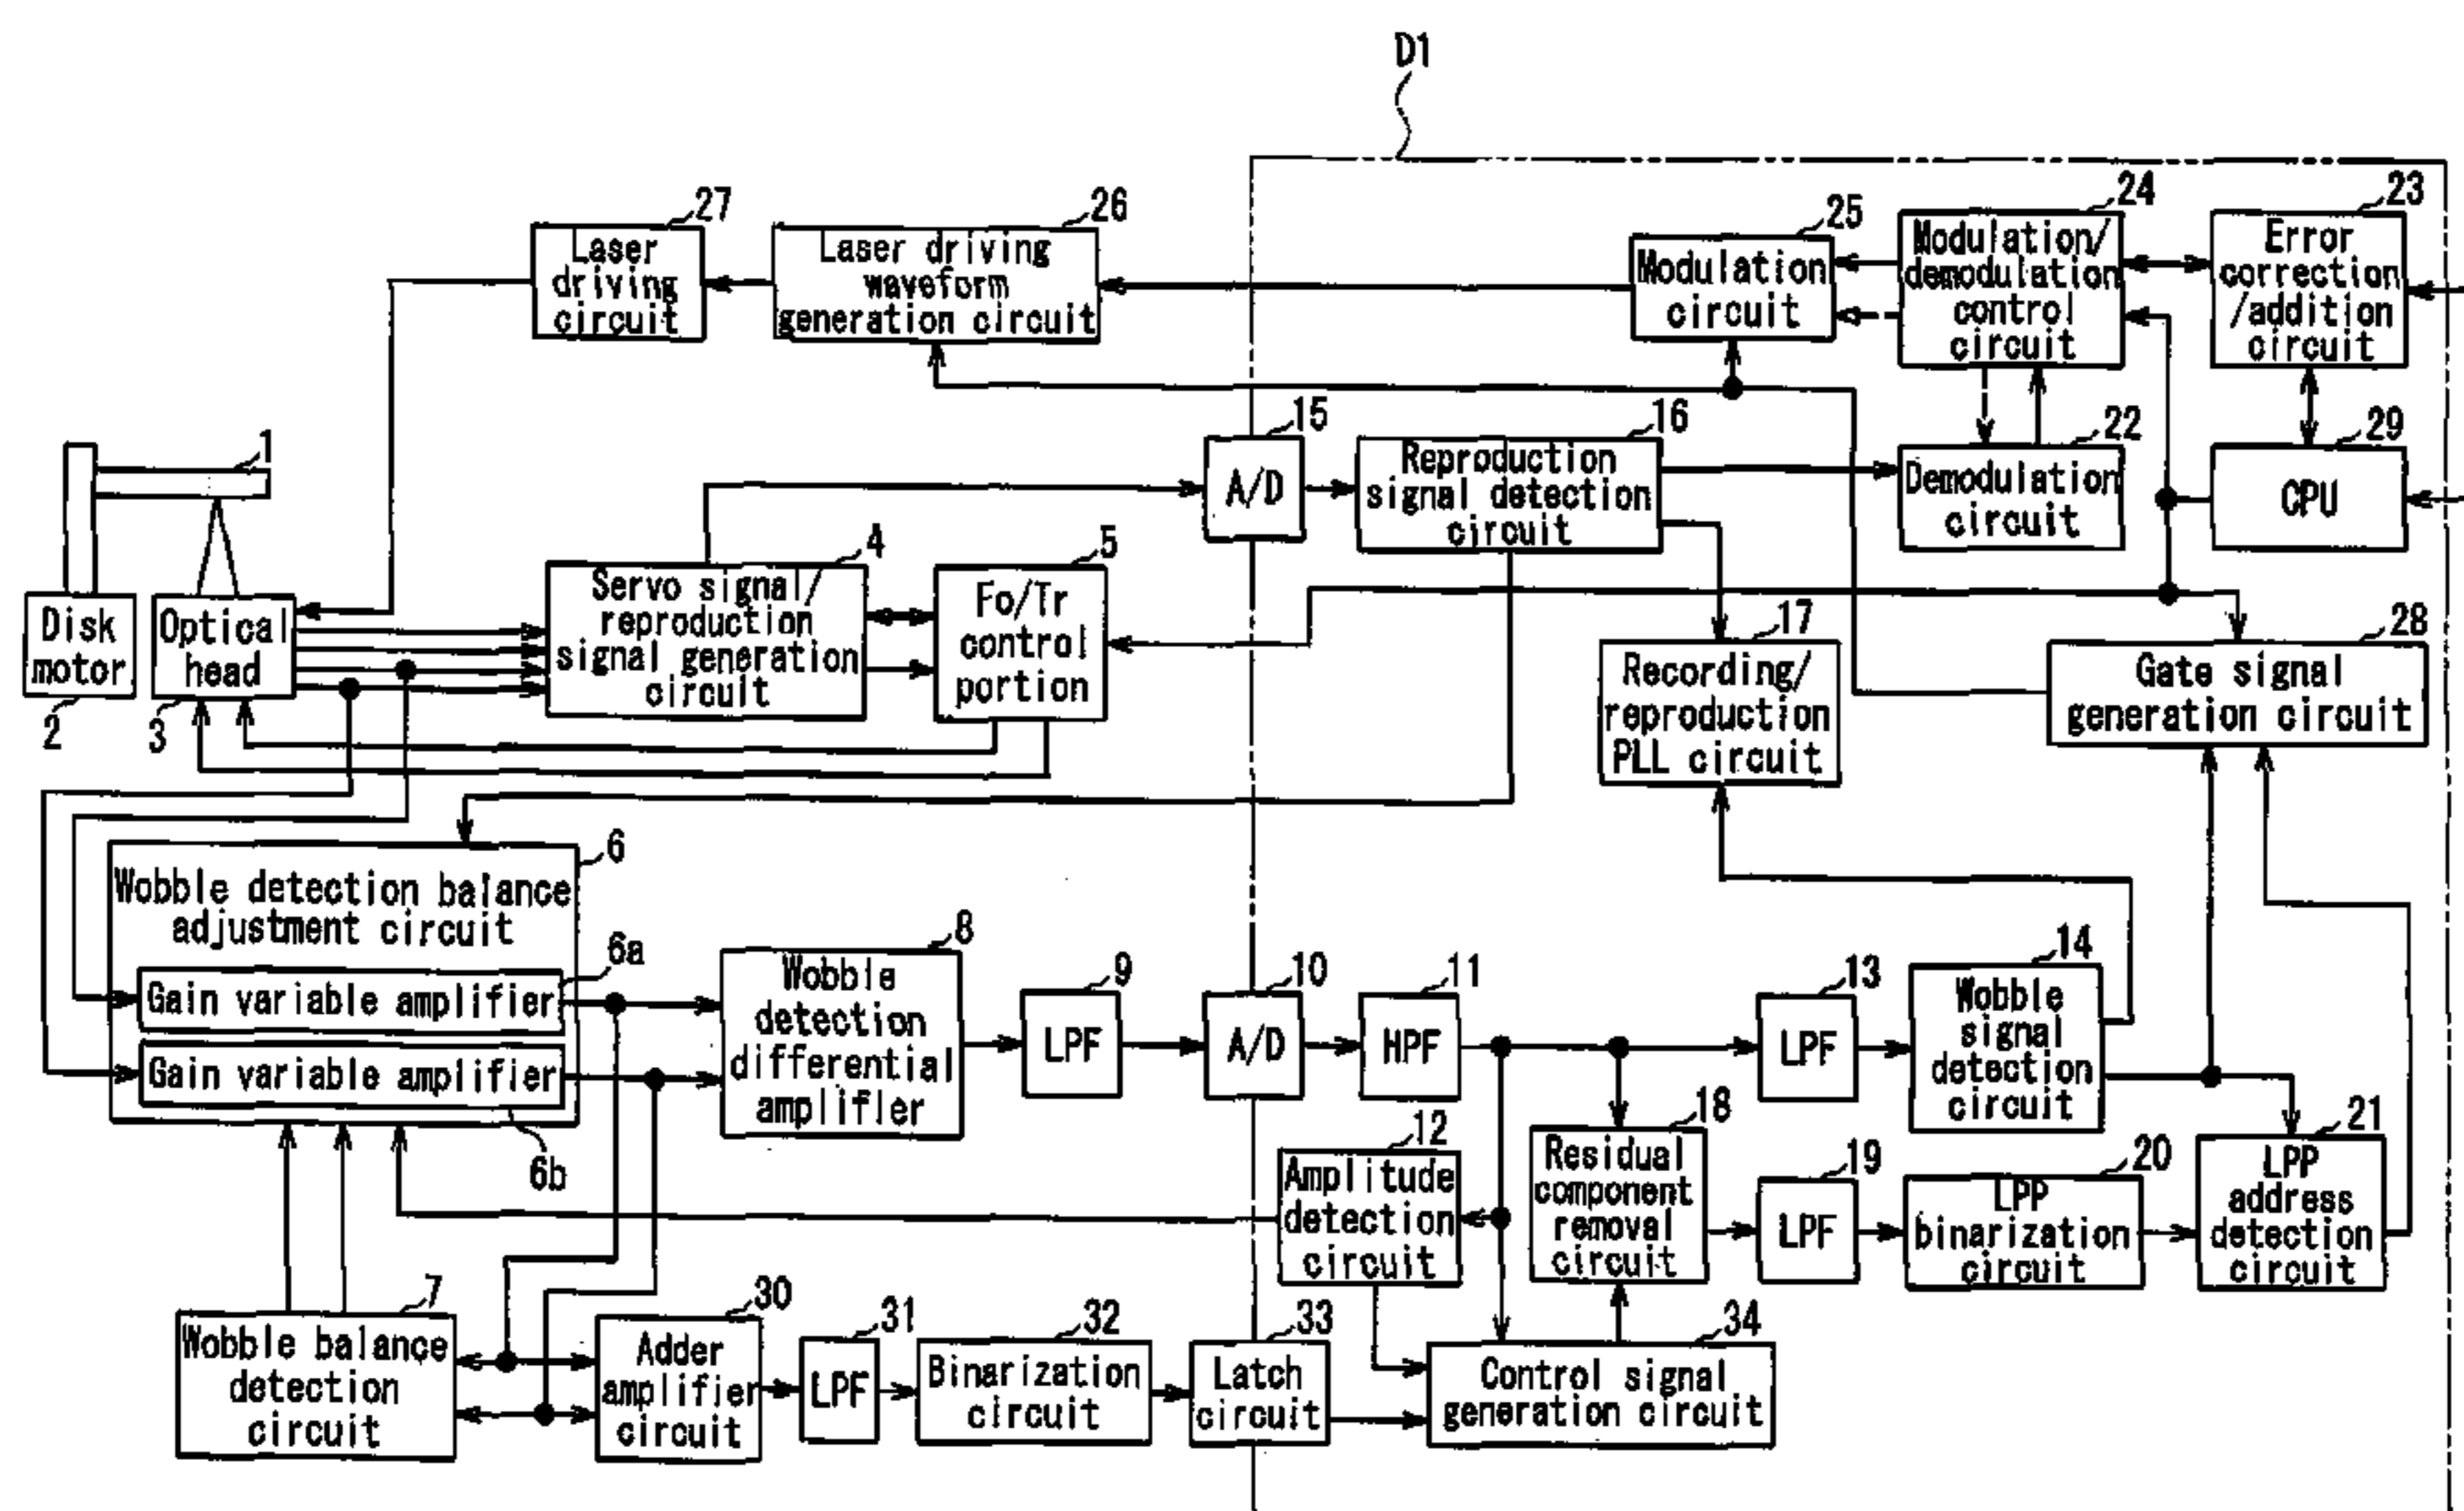 D1
27
Laser
driving
circuit
26
Laser driving
waveform
generation circuit
25
Modulation
circuit
24
Modulation/
demodulation
control
circuit
23
Error
correction
/addition
circuit
1
Disk
motor
2
Optical
head
3
4
Servo signal/
reproduction
signal generation
circuit
5
Fo/Tr
control
portion
15
A/D
16
Reproduction
signal detection
circuit
22
Demodulation
circuit
29
CPU
17
Recording/
reproduction
PLL circuit
28
Gate signal
generation circuit
6
Wobble detection balance
adjustment circuit
6a
Gain variable amplifier
Gain variable amplifier
6b
8
Wobble
detection
differential
amplifier
9
LPF
10
A/D
11
HPF
13
LPF
14
Wobble
signal
detection
circuit
12
Amplitude
detection
circuit
18
Residual
component
removal
circuit
19
LPF
20
LPP
binarization
circuit
21
LPP
address
detection
circuit
7
Wobble balance
detection
circuit
30
Adder
amplifier
circuit
31
LPF
32
Binarization
circuit
33
Latch
circuit
34
Control signal
generation circuit